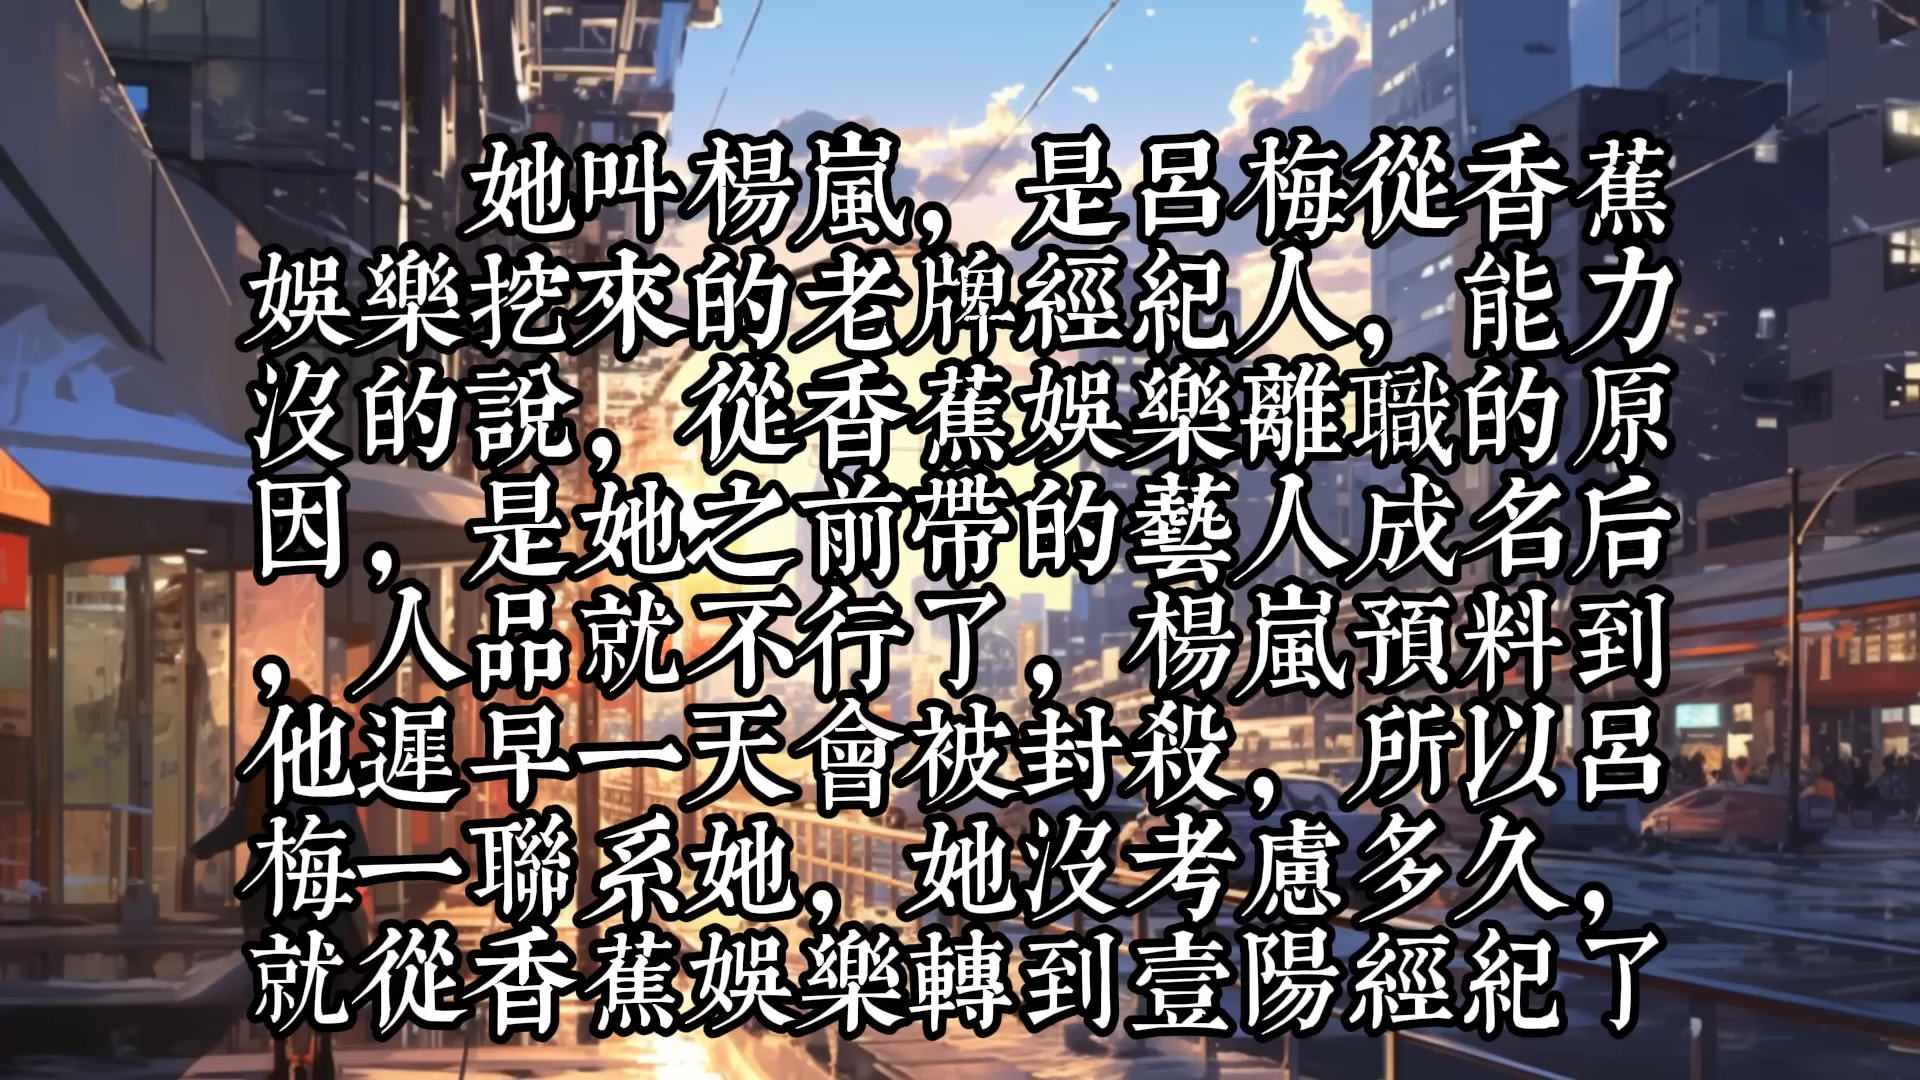 她叫楊嵐，是呂梅從香蕉
娛樂挖來的老牌經紀人，能力
沒的說，從香蕉娛樂離職的原
因，是她之前帶的藝人成名后
，人品就不行了，楊嵐預料到
他遲早一天會被封殺，所以呂
梅一聯系她，她沒考慮多久，
就從香蕉娛樂轉到壹陽經紀了